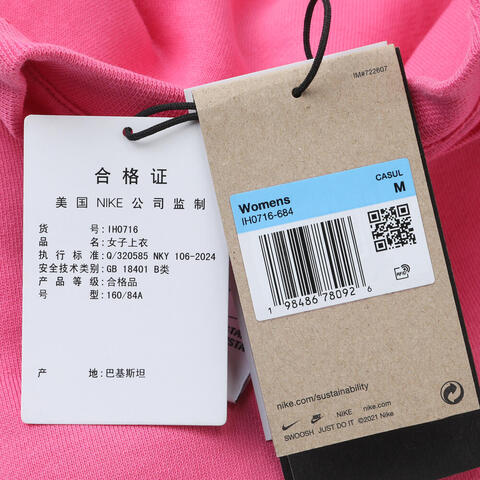 合格证
美国 NIKE 公司监制
货 号: IH0716
品 名: 女子上衣
执行标准: Q/320585 NKY 106-2024
安全技术类别: GB 18401 B类
产品等级: 合格品
号 型: 160/84A
产 地: 巴基斯坦
IM#722607
CASUL
Womens M
IH0716-684
1 98486 78092 6
RFID
nike.com/sustainability
NIKE nike.com
SWOOSH JUST DO IT ©2021 Nike